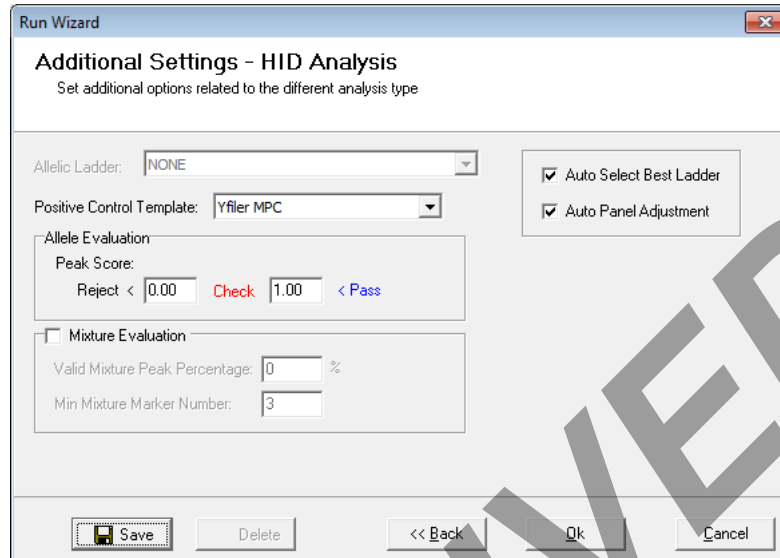 Run Wizard
Additional Settings - HID Analysis
Set additional options related to the different analysis type
Allelic Ladder: NONE
Auto Select Best Ladder
Positive Control Template: Yfiler MPC
Auto Panel Adjustment
Allele Evaluation
Peak Score:
Reject < 0.00 Check 1.00 < Pass
Mixture Evaluation
Valid Mixture Peak Percentage: 0 %
Min Mixture Marker Number: 3
Save Delete << Back Ok Cancel